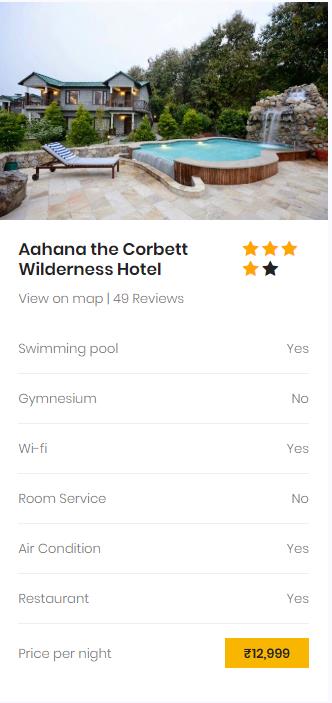 Aahana the Corbett
Wilderness Hotel
View on map | 49 Reviews
Swimming pool Yes
Gymnesium No
Wi-fi Yes
Room Service No
Air Condition Yes
Restaurant Yes
Price per night ₹12,999